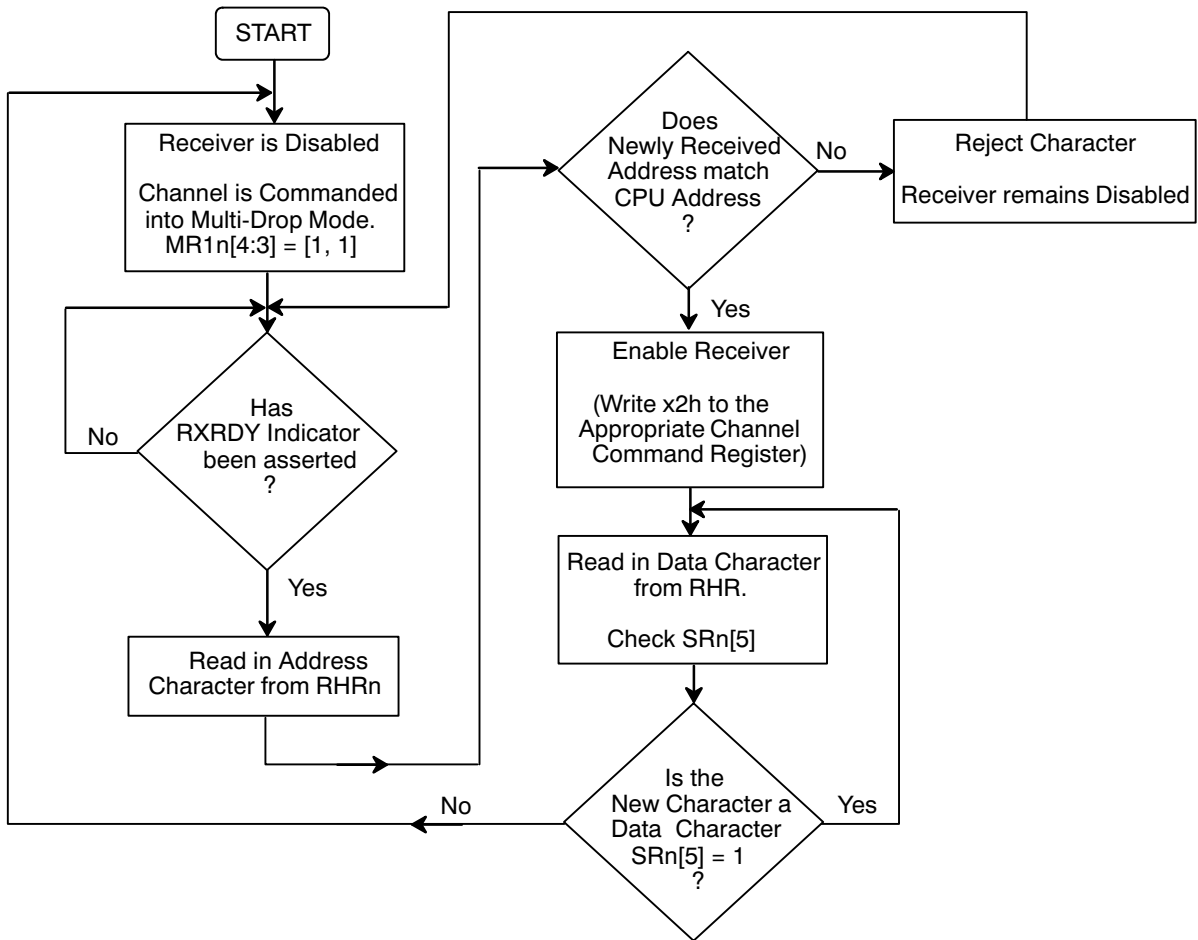 START
Receiver is Disabled
Channel is Commanded
into Multi-Drop Mode.
MR1n[4:3] = [1, 1]
Has
RXRDY Indicator
been asserted
?
No
Yes
Read in Address
Character from RHRn
Does
Newly Received
Address match
CPU Address
?
No
Reject Character
Receiver remains Disabled
Yes
Enable Receiver
(Write x2h to the
Appropriate Channel
Command Register)
Read in Data Character
from RHR.
Check SRn[5]
Is the
New Character a
Data Character
SRn[5] = 1
?
Yes
No